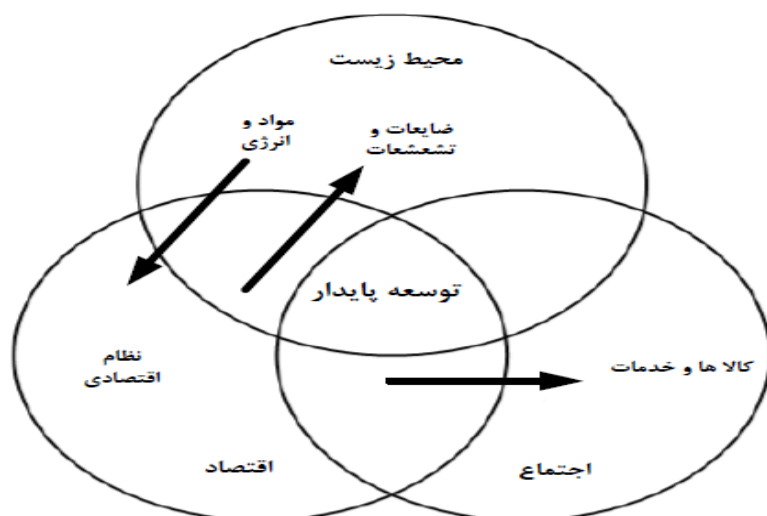 محیط زیست
مواد و
انرژی
ضایعات و
تشعشعات
توسعه پایدار
نظام
اقتصادی
کالا ها و خدمات
اقتصاد
اجتماع